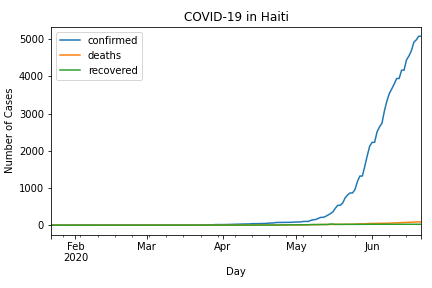 COVID-19 in Haiti
confirmed
deaths
recovered
Number of Cases
5000
4000
3000
2000
1000
0
Feb
2020
Mar
Apr
May
Jun
Day